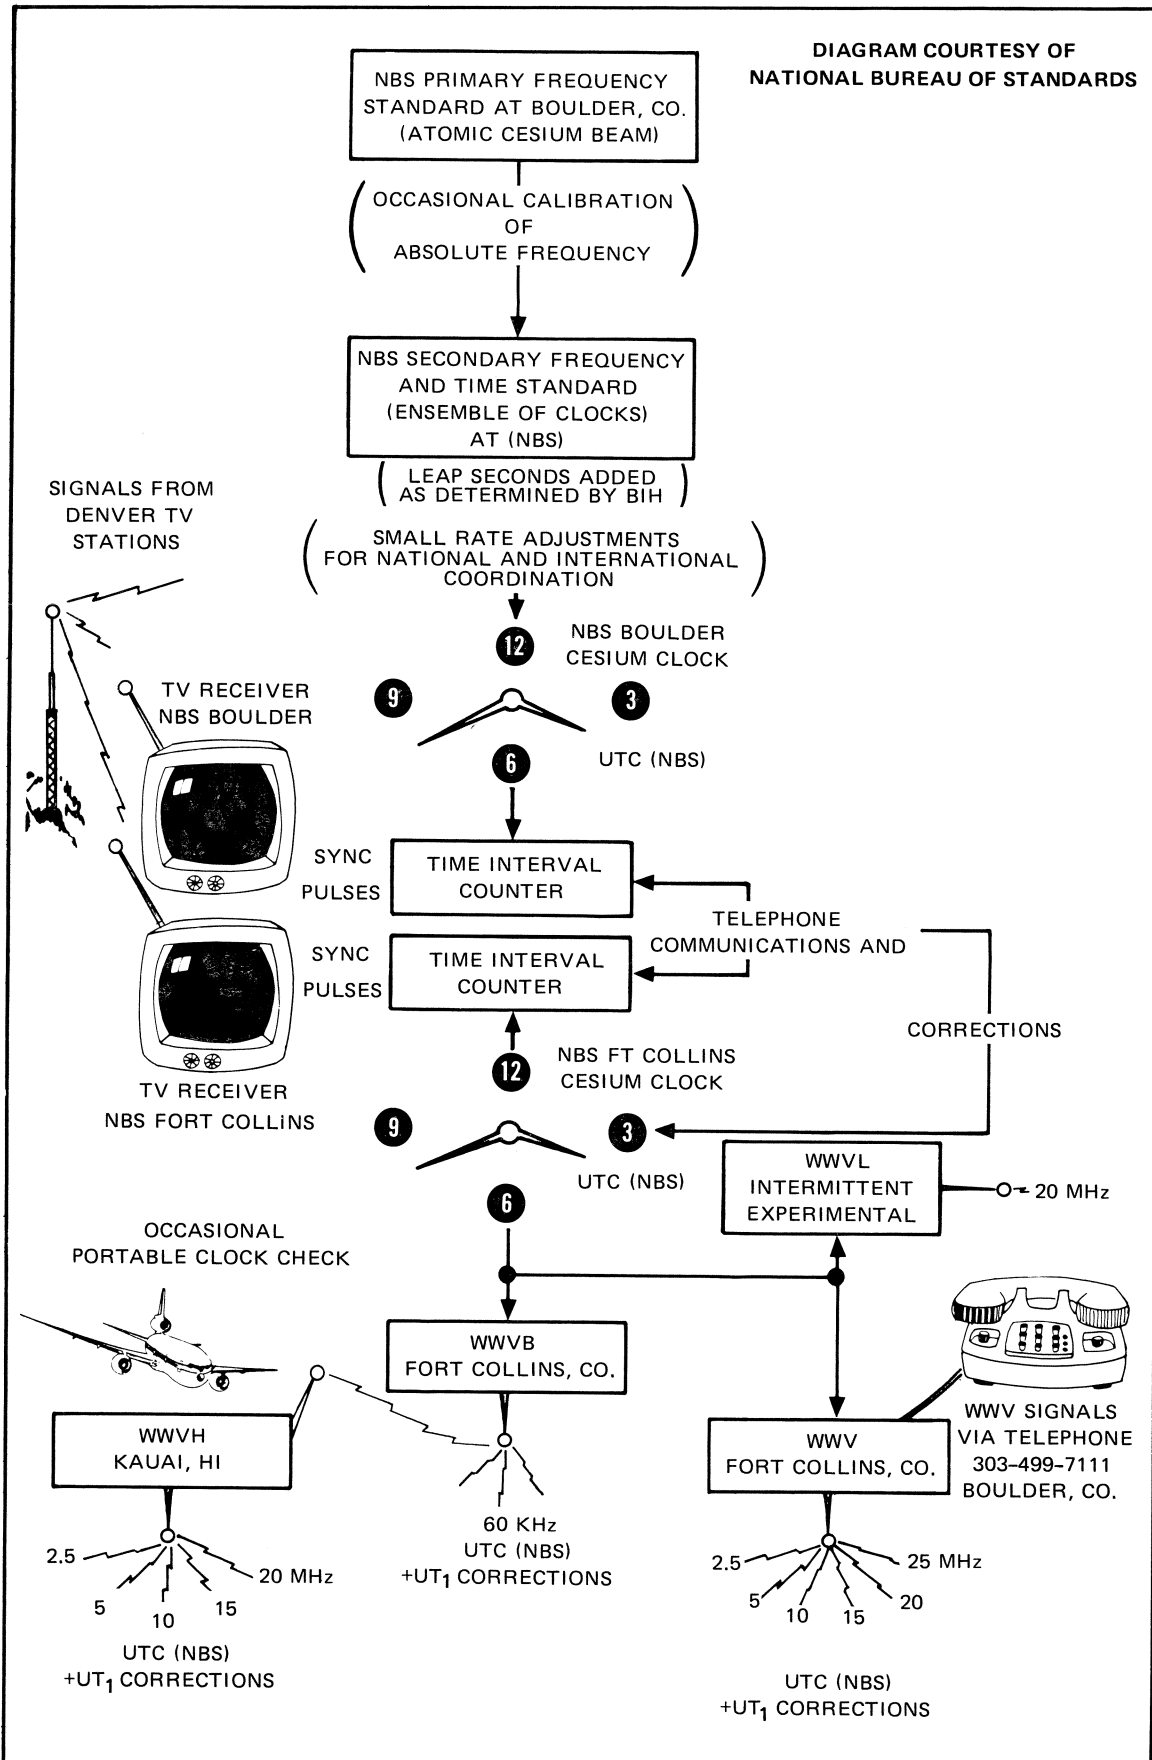 DIAGRAM COURTESY OF
NATIONAL BUREAU OF STANDARDS
NBS PRIMARY FREQUENCY
STANDARD AT BOULDER, CO.
(ATOMIC CESIUM BEAM)
(OCCASIONAL CALIBRATION
OF
ABSOLUTE FREQUENCY)
NBS SECONDARY FREQUENCY
AND TIME STANDARD
(ENSEMBLE OF CLOCKS)
AT (NBS)
(LEAP SECONDS ADDED
AS DETERMINED BY BIH)
(SMALL RATE ADJUSTMENTS
FOR NATIONAL AND INTERNATIONAL
COORDINATION)
SIGNALS FROM
DENVER TV
STATIONS
12
NBS BOULDER
CESIUM CLOCK
9
3
6
UTC (NBS)
TV RECEIVER
NBS BOULDER
SYNC
PULSES
TIME INTERVAL
COUNTER
TELEPHONE
COMMUNICATIONS AND
CORRECTIONS
SYNC
PULSES
TIME INTERVAL
COUNTER
TV RECEIVER
NBS FORT COLLiNS
12
NBS FT COLLINS
CESIUM CLOCK
9
3
6
UTC (NBS)
WWVL
INTERMITTENT
EXPERIMENTAL
20 MHz
OCCASIONAL
PORTABLE CLOCK CHECK
WWVB
FORT COLLINS, CO.
WWVH
KAUAI, HI
WWV
FORT COLLINS, CO.
WWV SIGNALS
VIA TELEPHONE
303-499-7111
BOULDER, CO.
2.5
5
10
15
20 MHz
UTC (NBS)
+UT1 CORRECTIONS
60 KHz
UTC (NBS)
+UT1 CORRECTIONS
2.5
5
10
15
20
25 MHz
UTC (NBS)
+UT1 CORRECTIONS